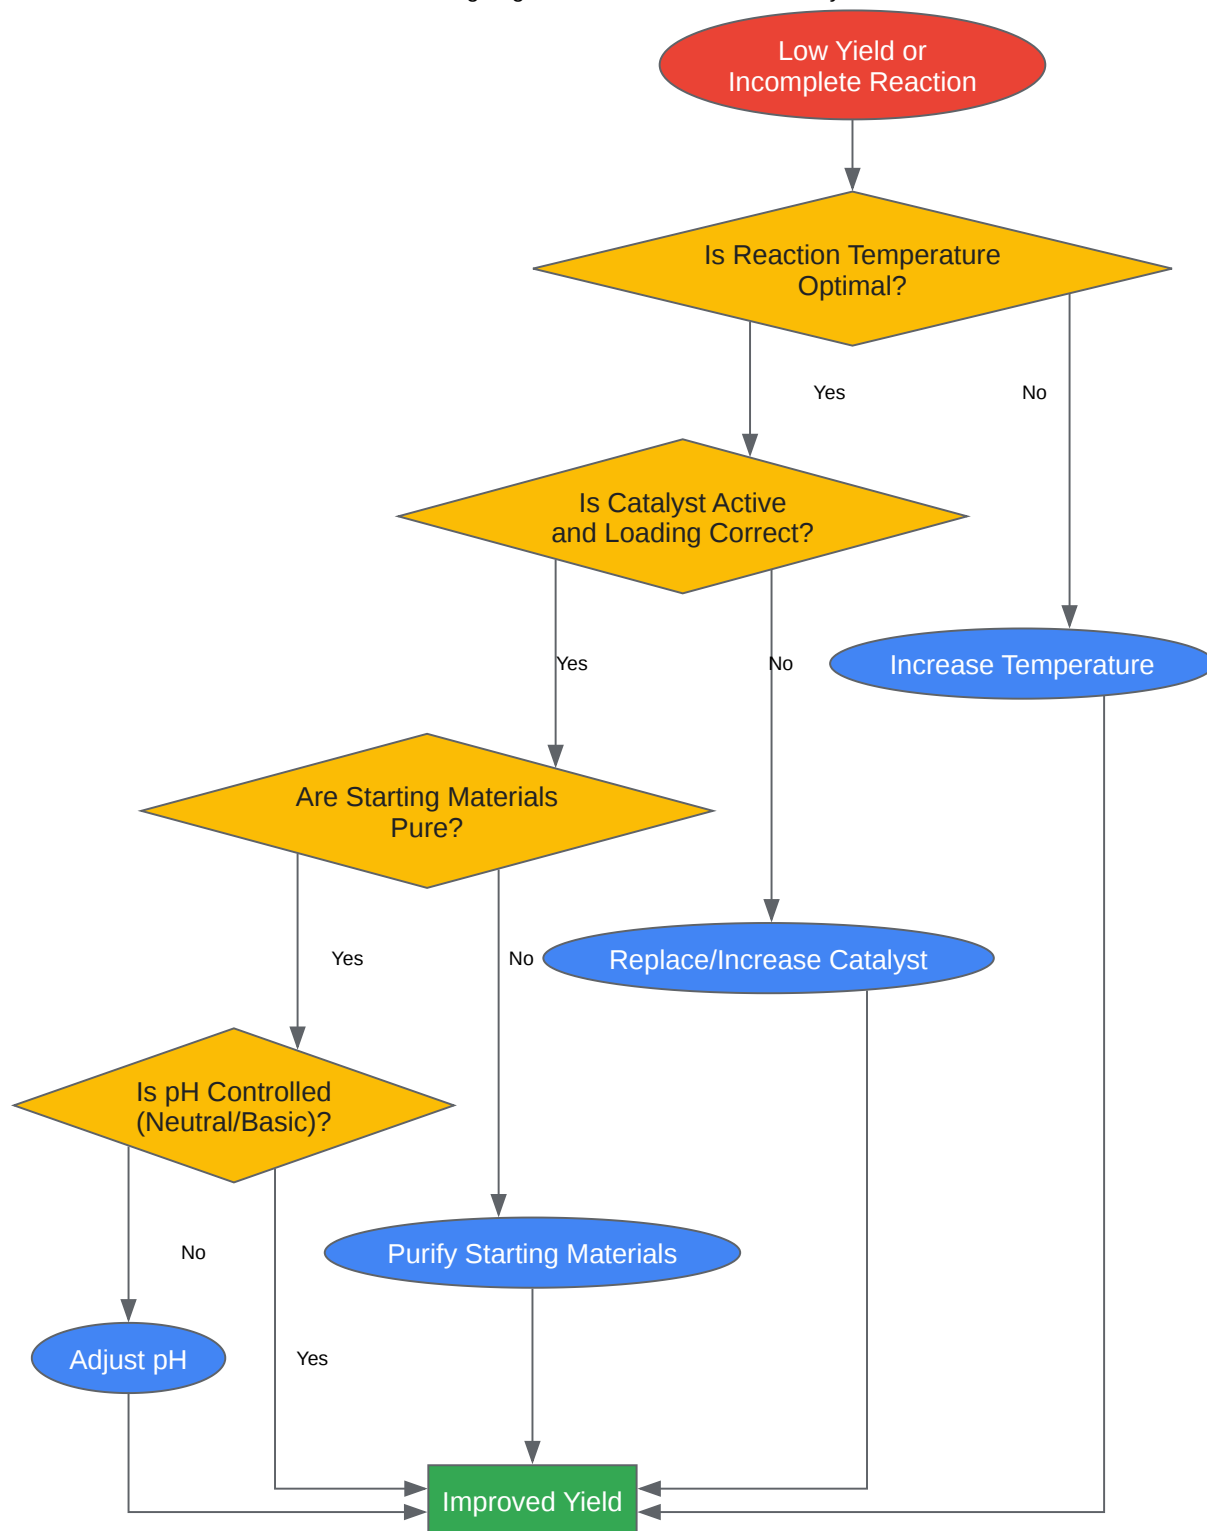 Low Yield or
Incomplete Reaction
Is Reaction Temperature
Optimal?
Yes
No
Is Catalyst Active
and Loading Correct?
Yes
No
Increase Temperature
Are Starting Materials
Pure?
Yes
No
Replace/Increase Catalyst
Is pH Controlled
(Neutral/Basic)?
No
Purify Starting Materials
Adjust pH
Yes
Improved Yield